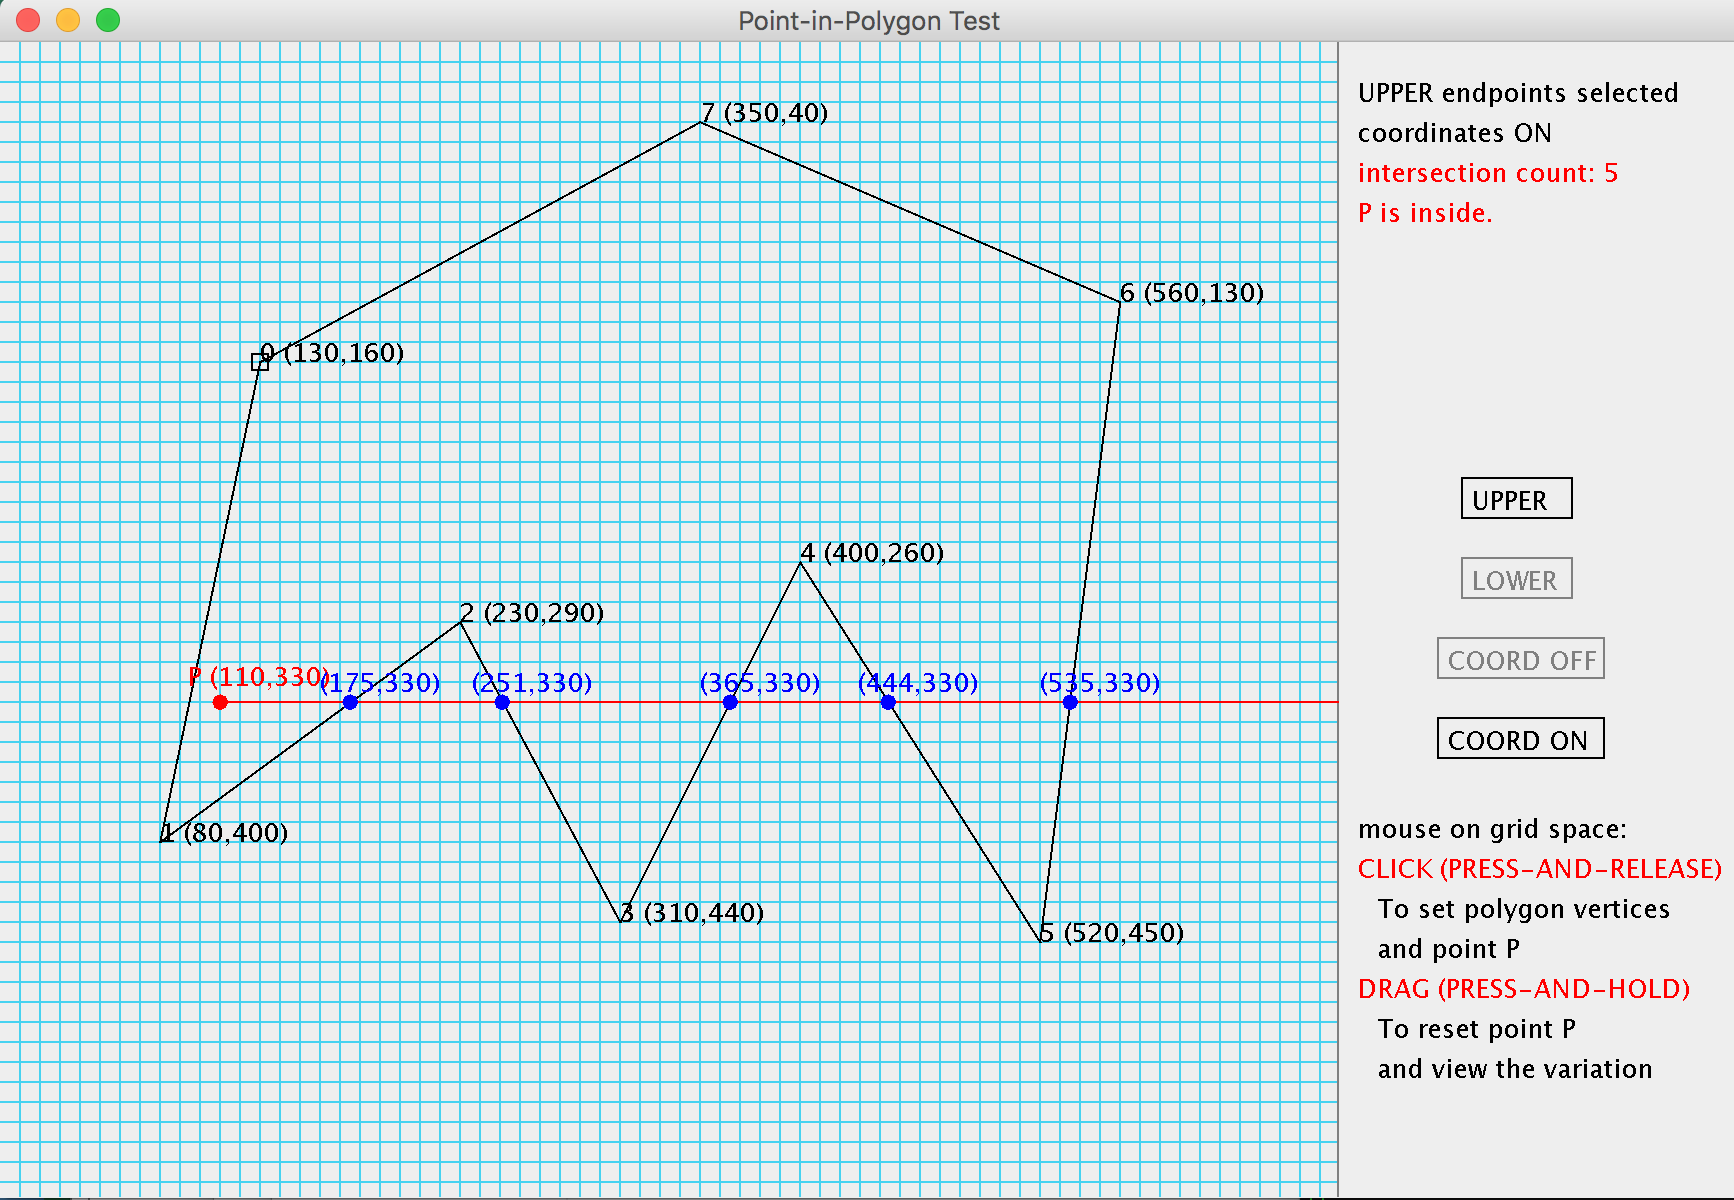 Point-in-Polygon Test
7 (350,40)
6 (560,130)
0 (130,160)
4 (400,260)
2 (230,290)
P (110,330)
(175,330)
(251,330)
(365,330)
(444,330)
(535,330)
1 (80,400)
3 (310,440)
5 (520,450)
UPPER endpoints selected
coordinates ON
intersection count: 5
P is inside.
UPPER
LOWER
COORD OFF
COORD ON
mouse on grid space:
CLICK (PRESS-AND-RELEASE)
To set polygon vertices
and point P
DRAG (PRESS-AND-HOLD)
To reset point P
and view the variation